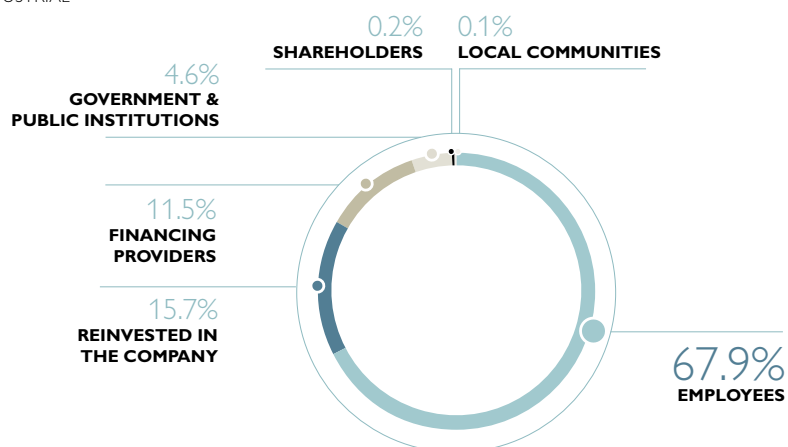 0.2%
SHAREHOLDERS
0.1%
LOCAL COMMUNITIES
4.6%
GOVERNMENT &
PUBLIC INSTITUTIONS
11.5%
FINANCING
PROVIDERS
15.7%
REINVESTED IN
THE COMPANY
67.9%
EMPLOYEES